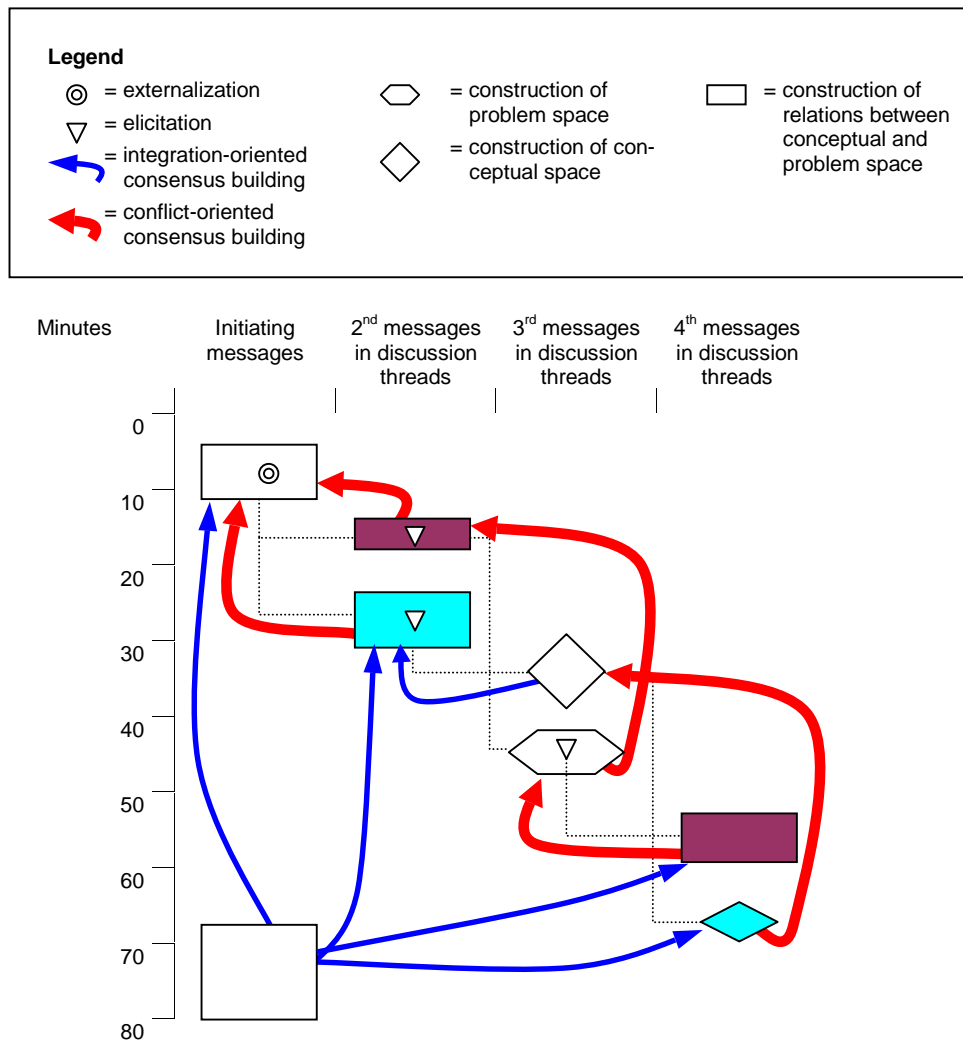 Legend
= externalization
= elicitation
= integration-oriented
consensus building
= conflict-oriented
consensus building
= construction of
problem space
= construction of con-
ceptual space
= construction of
relations between
conceptual and
problem space
Minutes
Initiating
messages
2nd messages
in discussion
threads
3rd messages
in discussion
threads
4th messages
in discussion
threads
0
10
20
30
40
50
60
70
80